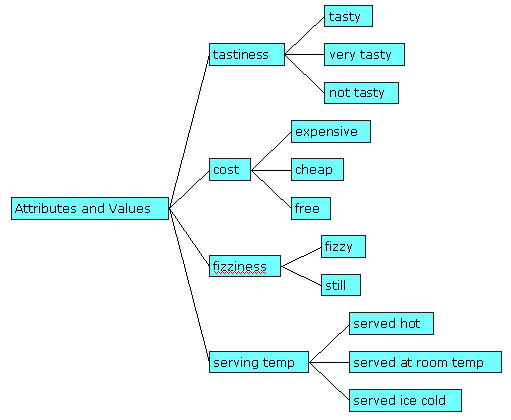 Attributes and Values
tastiness
tasty
very tasty
not tasty
cost
expensive
cheap
free
fizziness
fizzy
still
serving temp
served hot
served at room temp
served ice cold